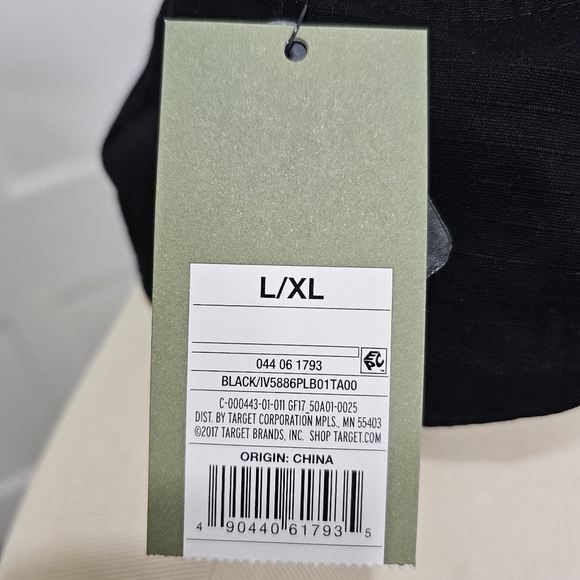 L/XL
EPC
044 06 1793
BLACK/IV5886PLB01TA00
C-000443-01-011 GF17_50A01-0025
DIST. BY TARGET CORPORATION MPLS., MN 55403
©2017 TARGET BRANDS, INC. SHOP TARGET.COM
ORIGIN: CHINA
4 90440 61793 5